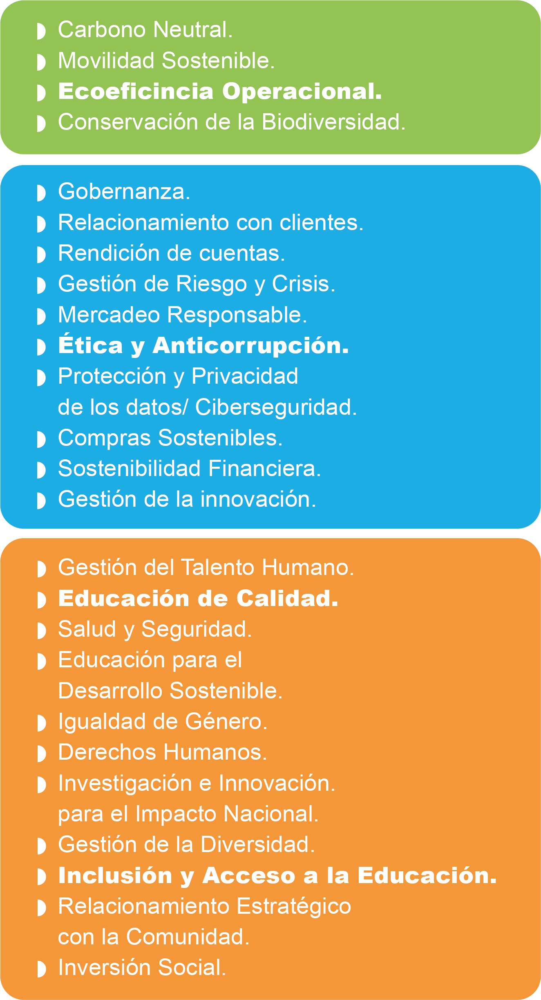 Carbono Neutral.
Movilidad Sostenible.
Ecoeficincia Operacional.
Conservación de la Biodiversidad.
Gobernanza.
Relacionamiento con clientes.
Rendición de cuentas.
Gestión de Riesgo y Crisis.
Mercadeo Responsable.
Ética y Anticorrupción.
Protección y Privacidad
de los datos/ Ciberseguridad.
Compras Sostenibles.
Sostenibilidad Financiera.
Gestión de la innovación.
Gestión del Talento Humano.
Educación de Calidad.
Salud y Seguridad.
Educación para el
Desarrollo Sostenible.
Igualdad de Género.
Derechos Humanos.
Investigación e Innovación.
para el Impacto Nacional.
Gestión de la Diversidad.
Inclusión y Acceso a la Educación.
Relacionamiento Estratégico
con la Comunidad.
Inversión Social.